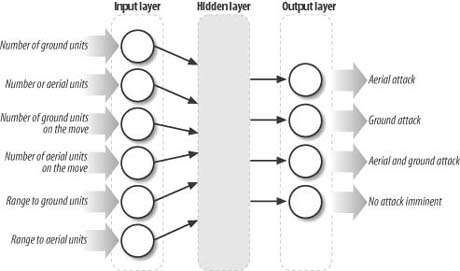 Input layer
Hidden layer
Output layer
Number of ground units
Number or aerial units
Number of ground units
on the move
Number of aerial units
on the move
Range to ground units
Range to aerial units
Aerial attack
Ground attack
Aerial and ground attack
No attack imminent